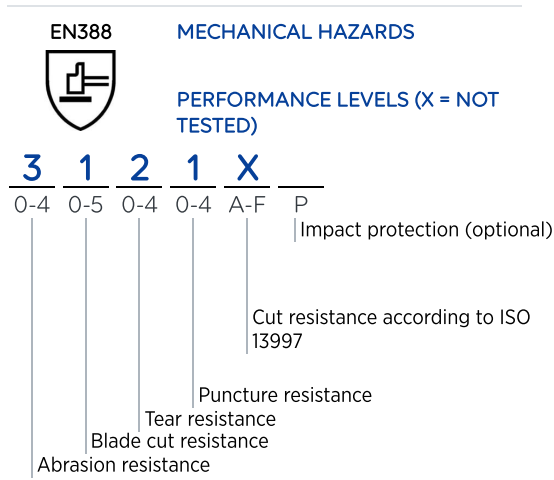 EN388
MECHANICAL HAZARDS
PERFORMANCE LEVELS (X = NOT
TESTED)
3 1 2 1 X
0-4 0-5 0-4 0-4 A-F P
Impact protection (optional)
Cut resistance according to ISO
13997
Puncture resistance
Tear resistance
Blade cut resistance
Abrasion resistance